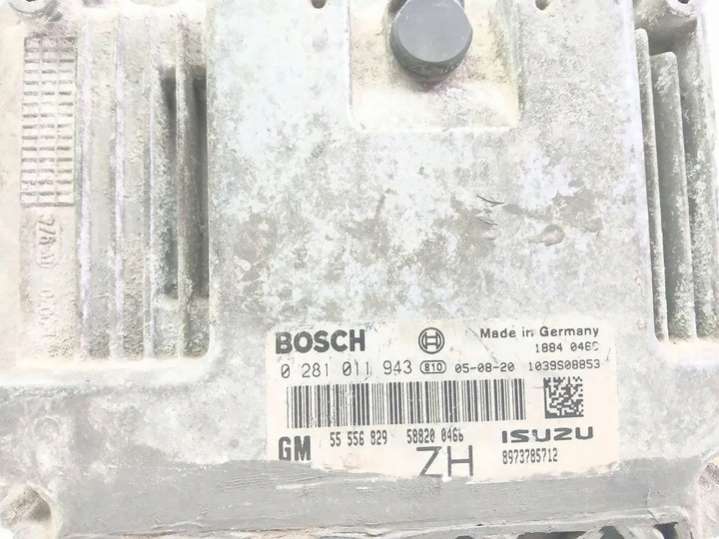 BOSCH Made in Germany
1884 046C
0 281 011 943 810 05-08-20 1039S08853
GM 55 556 829 58820 0466 ISUZU
ZH 8973785712